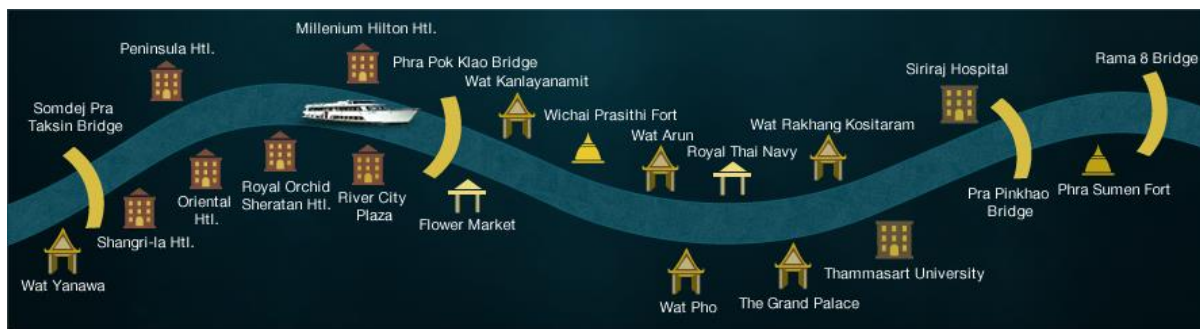 Millenium Hilton Htl.
Peninsula Htl.
Phra Pok Klao Bridge
Wat Kanlayanamit
Somdej Pra
Taksin Bridge
Wichai Prasithi Fort
Wat Arun
Royal Thai Navy
Wat Rakhang Kositaram
Siriraj Hospital
Rama 8 Bridge
Oriental
Htl.
Royal Orchid
Sheratan Htl.
River City
Plaza
Flower Market
Shangri-la Htl.
Wat Yanawa
Pra Pinkhao
Bridge
Phra Sumen Fort
Thammasart University
Wat Pho
The Grand Palace